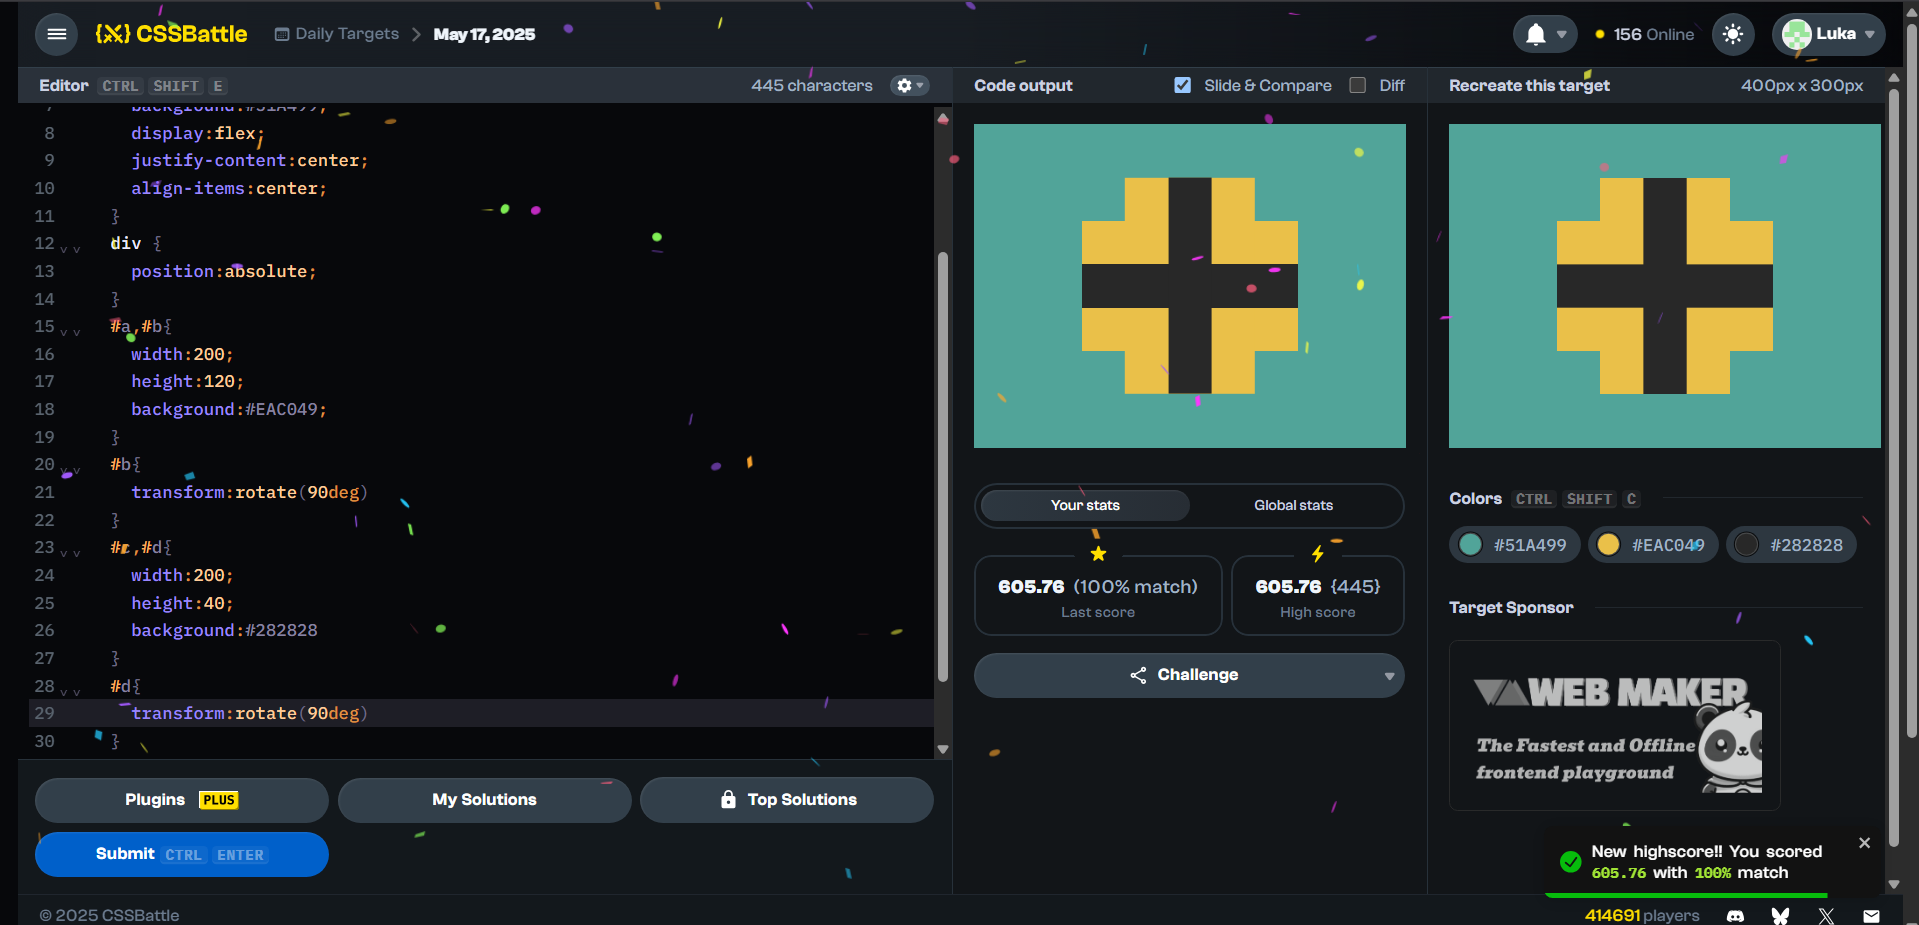 CSSBattle
Daily Targets
May 17, 2025
156 Online
Luka
Editor CTRL SHIFT E
445 characters
7 background:#51A499;
8 display:flex;
9 justify-content:center;
10 align-items:center;
11 }
12 div {
13 position:absolute;
14 }
15 #a,#b{
16 width:200;
17 height:120;
18 background:#EAC049;
19 }
20 #b{
21 transform:rotate(90deg)
22 }
23 #c,#d{
24 width:200;
25 height:40;
26 background:#282828
27 }
28 #d{
29 transform:rotate(90deg)
30 }
Plugins PLUS
My Solutions
Top Solutions
Submit CTRL ENTER
Code output
Slide & Compare
Diff
Your stats
Global stats
605.76 (100% match)
Last score
605.76 {445}
High score
Challenge
Recreate this target
400px x 300px
Colors CTRL SHIFT C
#51A499
#EAC049
#282828
Target Sponsor
WEB MAKER
The Fastest and Offline
frontend playground
New highscore!! You scored
605.76 with 100% match
© 2025 CSSBattle
414691 players